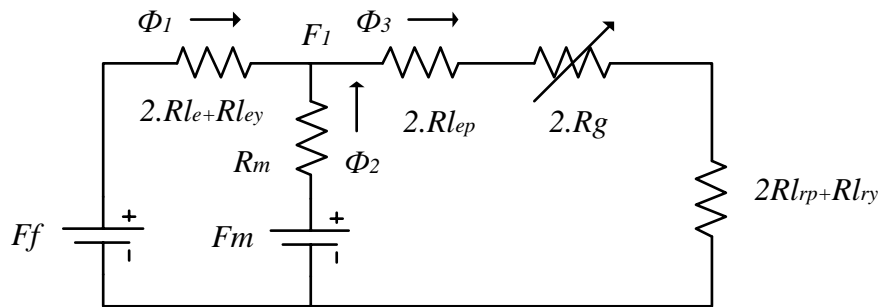 Φ1
F1
Φ3
2.Rle+Rley
2.Rlep
2.Rg
Rm
Φ2
2Rlrp+Rlry
Ff
+
Fm
+